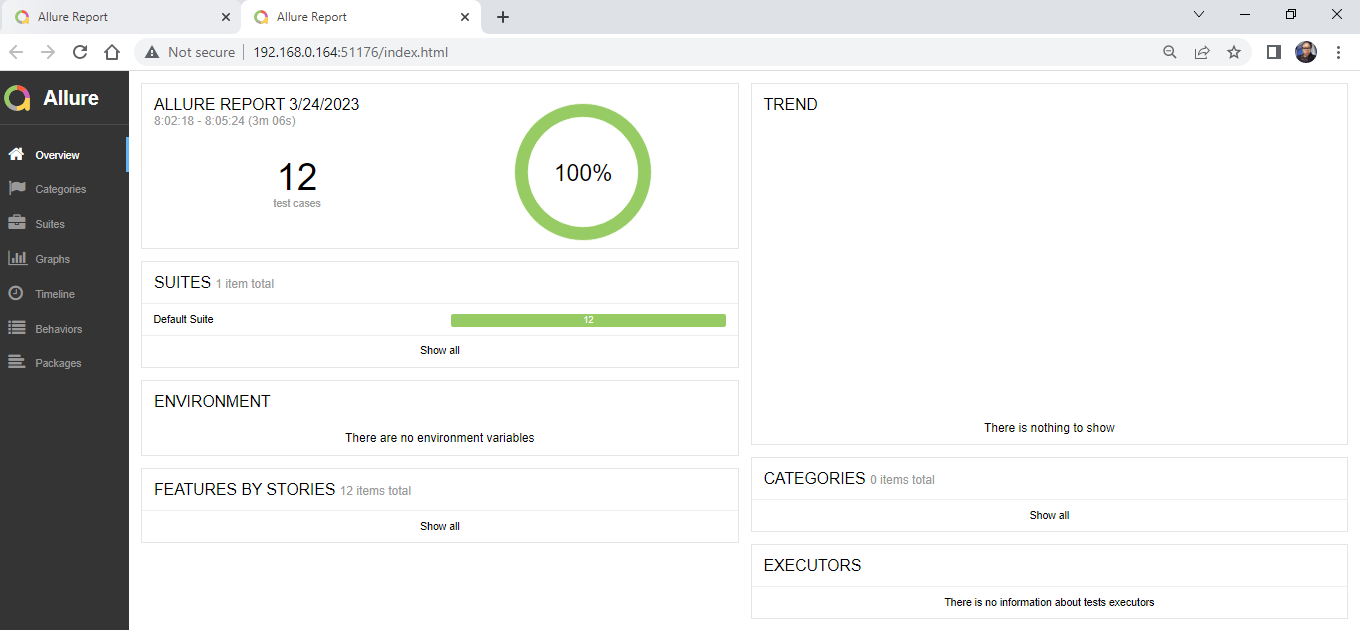 Allure Report
Allure Report
Not secure
192.168.0.164:51176/index.html
Allure
Overview
Categories
Suites
Graphs
Timeline
Behaviors
Packages
ALLURE REPORT 3/24/2023
8:02:18 - 8:05:24 (3m 06s)
12
test cases
100%
SUITES 1 item total
Default Suite
12
Show all
ENVIRONMENT
There are no environment variables
FEATURES BY STORIES 12 items total
Show all
TREND
There is nothing to show
CATEGORIES 0 items total
Show all
EXECUTORS
There is no information about tests executors